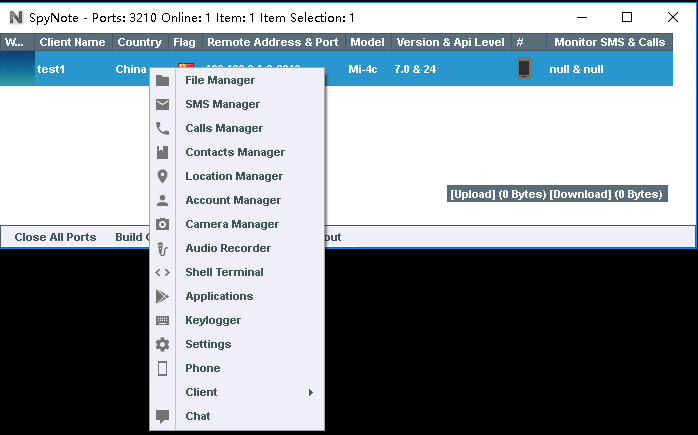 SpyNote - Ports: 3210 Online: 1 Item: 1 Item Selection: 1
W... Client Name Country Flag Remote Address & Port Model Version & Api Level # Monitor SMS & Calls
test1 China Mi-4c 7.0 & 24 null & null
File Manager
SMS Manager
Calls Manager
Contacts Manager
Location Manager
Account Manager
[Upload] (0 Bytes) [Download] (0 Bytes)
Camera Manager
Close All Ports Build out
Audio Recorder
Shell Terminal
Applications
Keylogger
Settings
Phone
Client
Chat